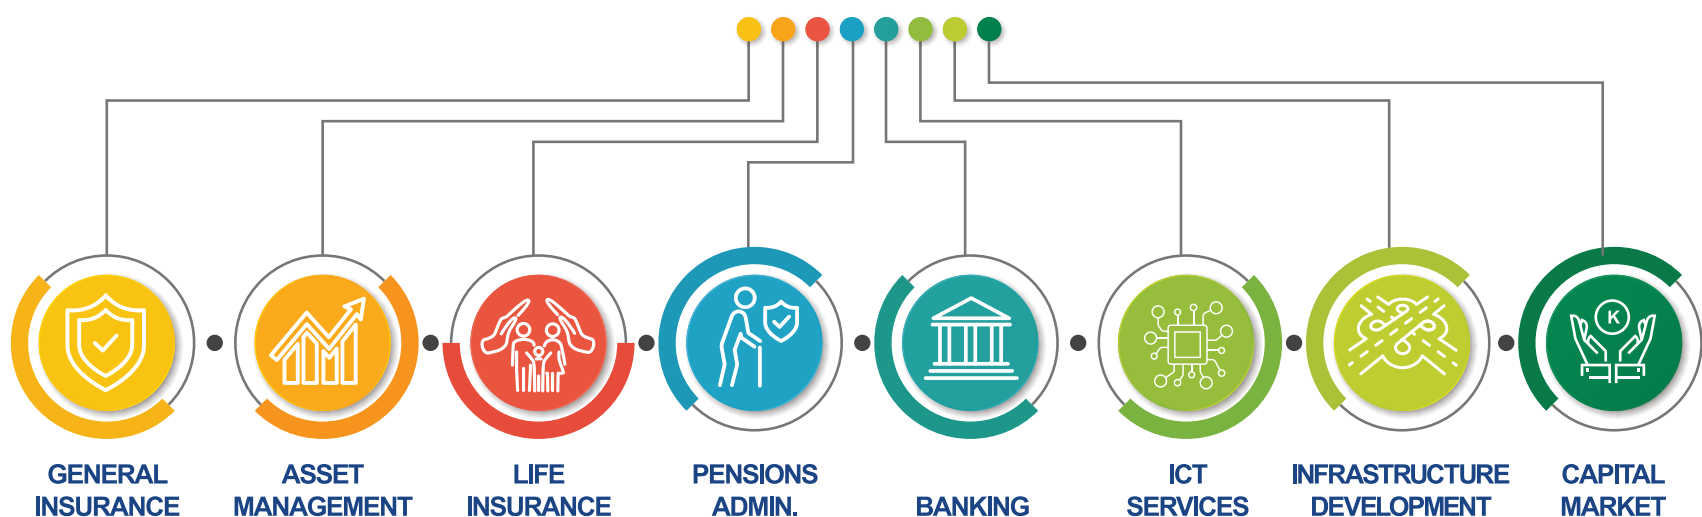 K
GENERAL
INSURANCE
ASSET
MANAGEMENT
LIFE
INSURANCE
PENSIONS
ADMIN.
BANKING
ICT
SERVICES
INFRASTRUCTURE
DEVELOPMENT
CAPITAL
MARKET